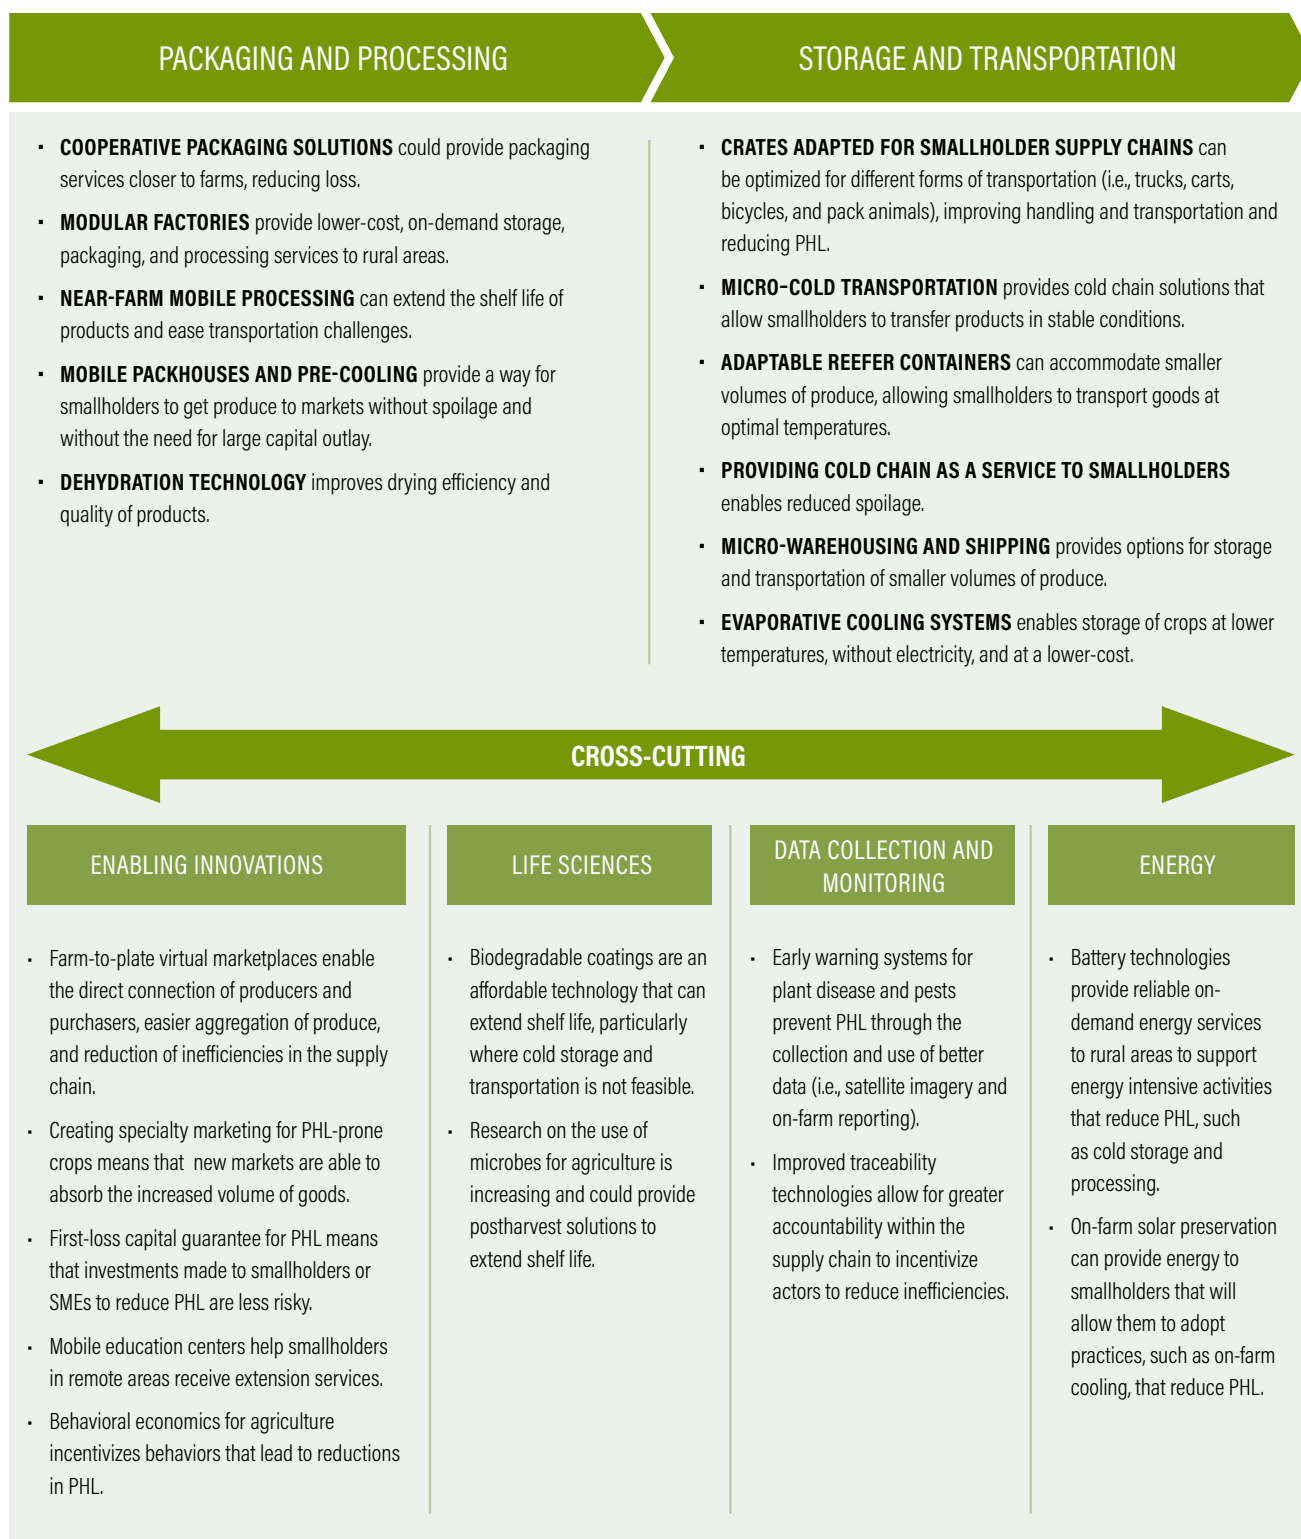 PACKAGING AND PROCESSING
STORAGE AND TRANSPORTATION
▪ COOPERATIVE PACKAGING SOLUTIONS could provide packaging
services closer to farms, reducing loss.
▪ MODULAR FACTORIES provide lower-cost, on-demand storage,
packaging, and processing services to rural areas.
▪ NEAR-FARM MOBILE PROCESSING can extend the shelf life of
products and ease transportation challenges.
▪ MOBILE PACKHOUSES AND PRE-COOLING provide a way for
smallholders to get produce to markets without spoilage and
without the need for large capital outlay.
▪ DEHYDRATION TECHNOLOGY improves drying efficiency and
quality of products.
▪ CRATES ADAPTED FOR SMALLHOLDER SUPPLY CHAINS can
be optimized for different forms of transportation (i.e., trucks, carts,
bicycles, and pack animals), improving handling and transportation and
reducing PHL.
▪ MICRO–COLD TRANSPORTATION provides cold chain solutions that
allow smallholders to transfer products in stable conditions.
▪ ADAPTABLE REEFER CONTAINERS can accommodate smaller
volumes of produce, allowing smallholders to transport goods at
optimal temperatures.
▪ PROVIDING COLD CHAIN AS A SERVICE TO SMALLHOLDERS
enables reduced spoilage.
▪ MICRO-WAREHOUSING AND SHIPPING provides options for storage
and transportation of smaller volumes of produce.
▪ EVAPORATIVE COOLING SYSTEMS enables storage of crops at lower
temperatures, without electricity, and at a lower-cost.
CROSS-CUTTING
ENABLING INNOVATIONS
▪ Farm-to-plate virtual marketplaces enable
the direct connection of producers and
purchasers, easier aggregation of produce,
and reduction of inefficiencies in the supply
chain.
▪ Creating specialty marketing for PHL-prone
crops means that new markets are able to
absorb the increased volume of goods.
▪ First-loss capital guarantee for PHL means
that investments made to smallholders or
SMEs to reduce PHL are less risky.
▪ Mobile education centers help smallholders
in remote areas receive extension services.
▪ Behavioral economics for agriculture
incentivizes behaviors that lead to reductions
in PHL.
LIFE SCIENCES
▪ Biodegradable coatings are an
affordable technology that can
extend shelf life, particularly
where cold storage and
transportation is not feasible.
▪ Research on the use of
microbes for agriculture is
increasing and could provide
postharvest solutions to
extend shelf life.
DATA COLLECTION AND
MONITORING
▪ Early warning systems for
plant disease and pests
prevent PHL through the
collection and use of better
data (i.e., satellite imagery and
on-farm reporting).
▪ Improved traceability
technologies allow for greater
accountability within the
supply chain to incentivize
actors to reduce inefficiencies.
ENERGY
▪ Battery technologies
provide reliable on-
demand energy services
to rural areas to support
energy intensive activities
that reduce PHL, such
as cold storage and
processing.
▪ On-farm solar preservation
can provide energy to
smallholders that will
allow them to adopt
practices, such as on-farm
cooling, that reduce PHL.